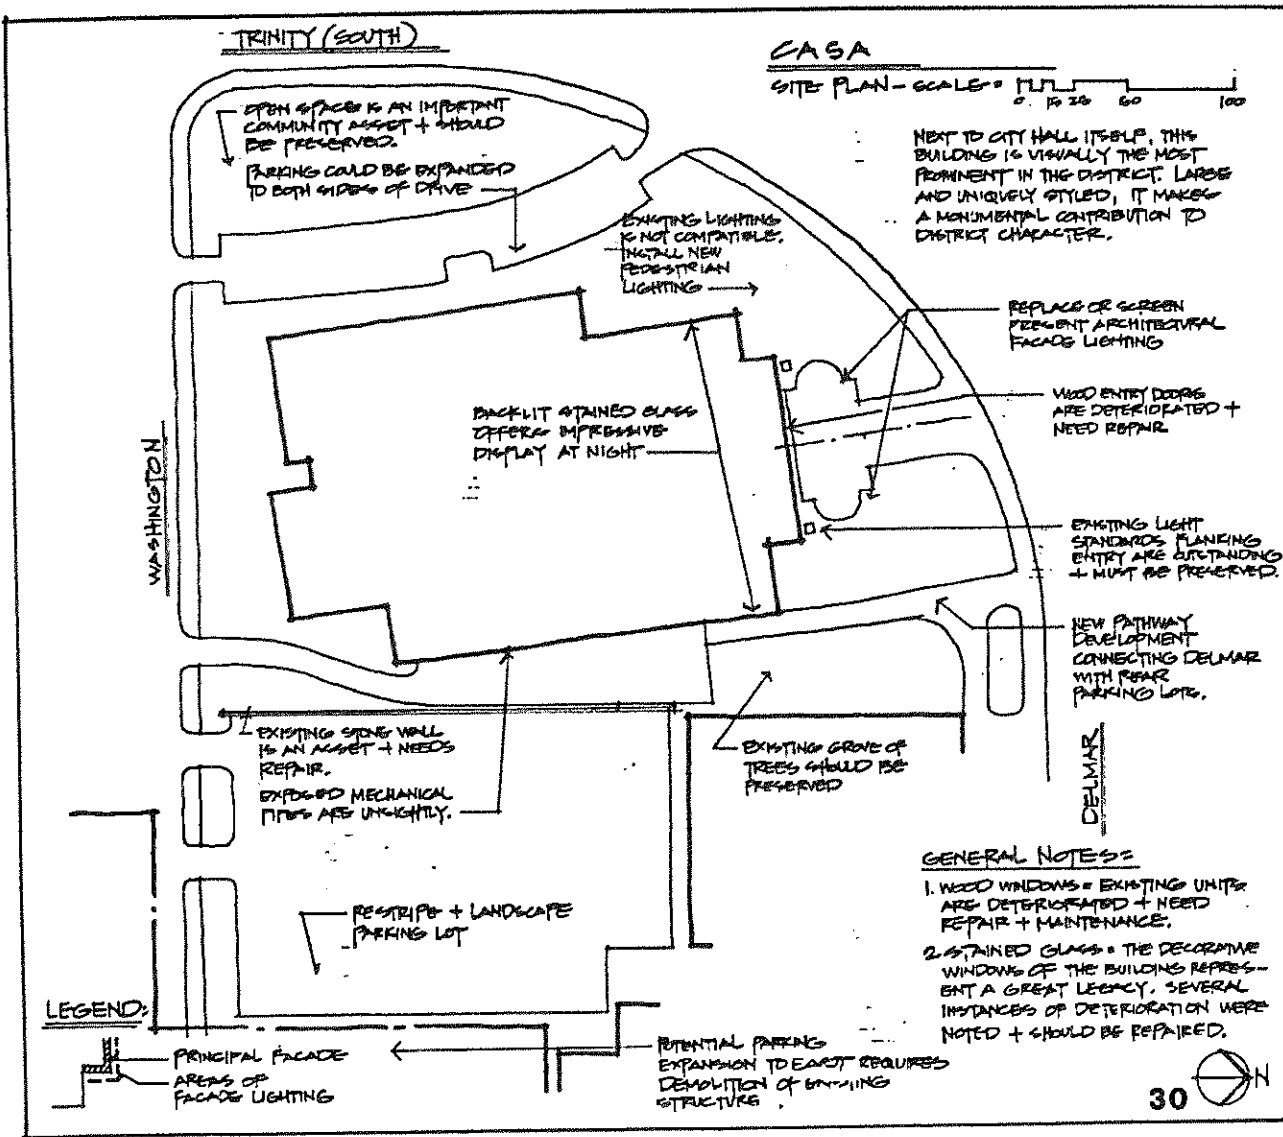 TRINITY (SOUTH)
CASA
SITE PLAN - SCALE:
0. 15 25 50 100
NEXT TO CITY HALL ITSELF, THIS
BUILDING IS VISUALLY THE MOST
PROMINENT IN THE DISTRICT. LARGE
AND UNIQUELY STYLED, IT MAKES
A MONUMENTAL CONTRIBUTION TO
DISTRICT CHARACTER.
OPEN SPACE IS AN IMPORTANT
COMMUNITY ASSET + SHOULD
BE PRESERVED.
PARKING COULD BE EXPANDED
TO BOTH SIDES OF DRIVE
EXISTING LIGHTING
IS NOT COMPATIBLE.
INSTALL NEW
PEDESTRIAN
LIGHTING
REPLACE OR SCREEN
PRESENT ARCHITECTURAL
FACADE LIGHTING
WOOD ENTRY DOORS
ARE DETERIORATED +
NEED REPAIR
BACKLIT STAINED GLASS
OFFERS IMPRESSIVE
DISPLAY AT NIGHT
WASHINGTON
EXISTING LIGHT
STANDARDS FLANKING
ENTRY ARE OUTSTANDING
+ MUST BE PRESERVED.
NEW PATHWAY
DEVELOPMENT
CONNECTING DELMAR
WITH REAR
PARKING LOTS.
EXISTING STONE WALL
IS AN ASSET + NEEDS
REPAIR.
EXPOSED MECHANICAL
PIPES ARE UNSIGHTLY.
EXISTING GROVE OF
TREES SHOULD BE
PRESERVED
DELMAR
RESTRIPE + LANDSCAPE
PARKING LOT
GENERAL NOTES:
1. WOOD WINDOWS: EXISTING UNITS
ARE DETERIORATED + NEED
REPAIR + MAINTENANCE.
2. STAINED GLASS: THE DECORATIVE
WINDOWS OF THE BUILDING REPRES-
ENT A GREAT LEGACY. SEVERAL
INSTANCES OF DETERIORATION WERE
NOTED + SHOULD BE REPAIRED.
LEGEND:
PRINCIPAL FACADE
AREAS OF
FACADE LIGHTING
POTENTIAL PARKING
EXPANSION TO EAST REQUIRES
DEMOLITION OF
STRUCTURE.
30
N